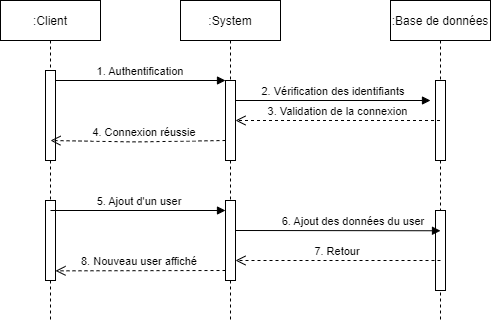 :Client
:System
:Base de données
1. Authentification
2. Vérification des identifiants
3. Validation de la connexion
4. Connexion réussie
5. Ajout d'un user
6. Ajout des données du user
7. Retour
8. Nouveau user affiché